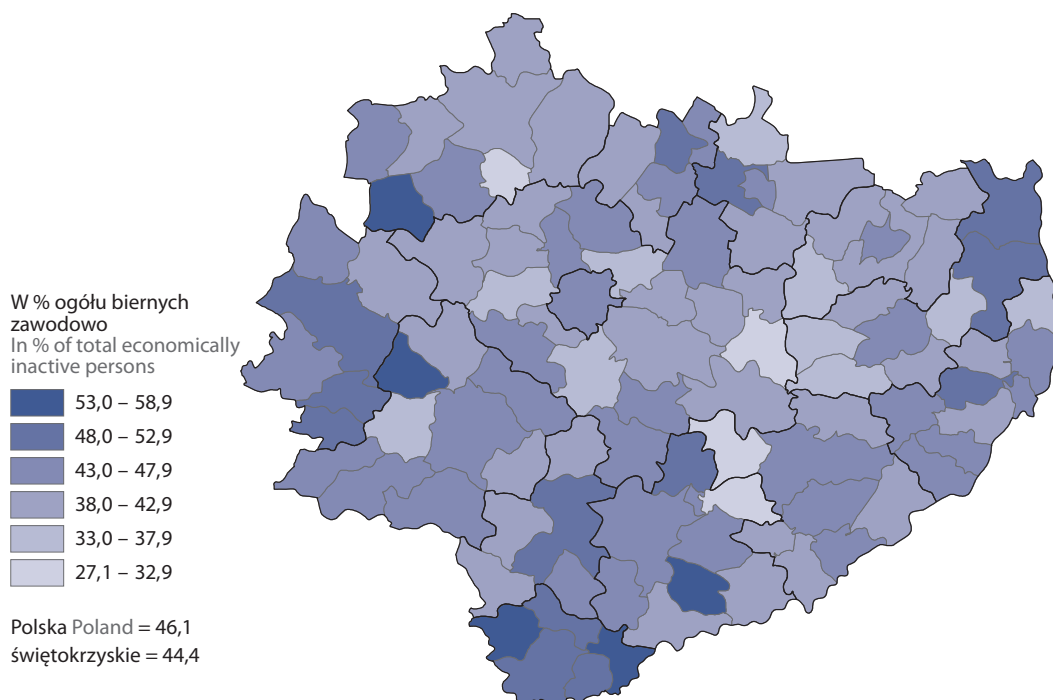 W % ogółu biernych
zawodowo
In % of total economically
inactive persons
53,0 – 58,9
48,0 – 52,9
43,0 – 47,9
38,0 – 42,9
33,0 – 37,9
27,1 – 32,9
Polska Poland = 46,1
świętokrzyskie = 44,4